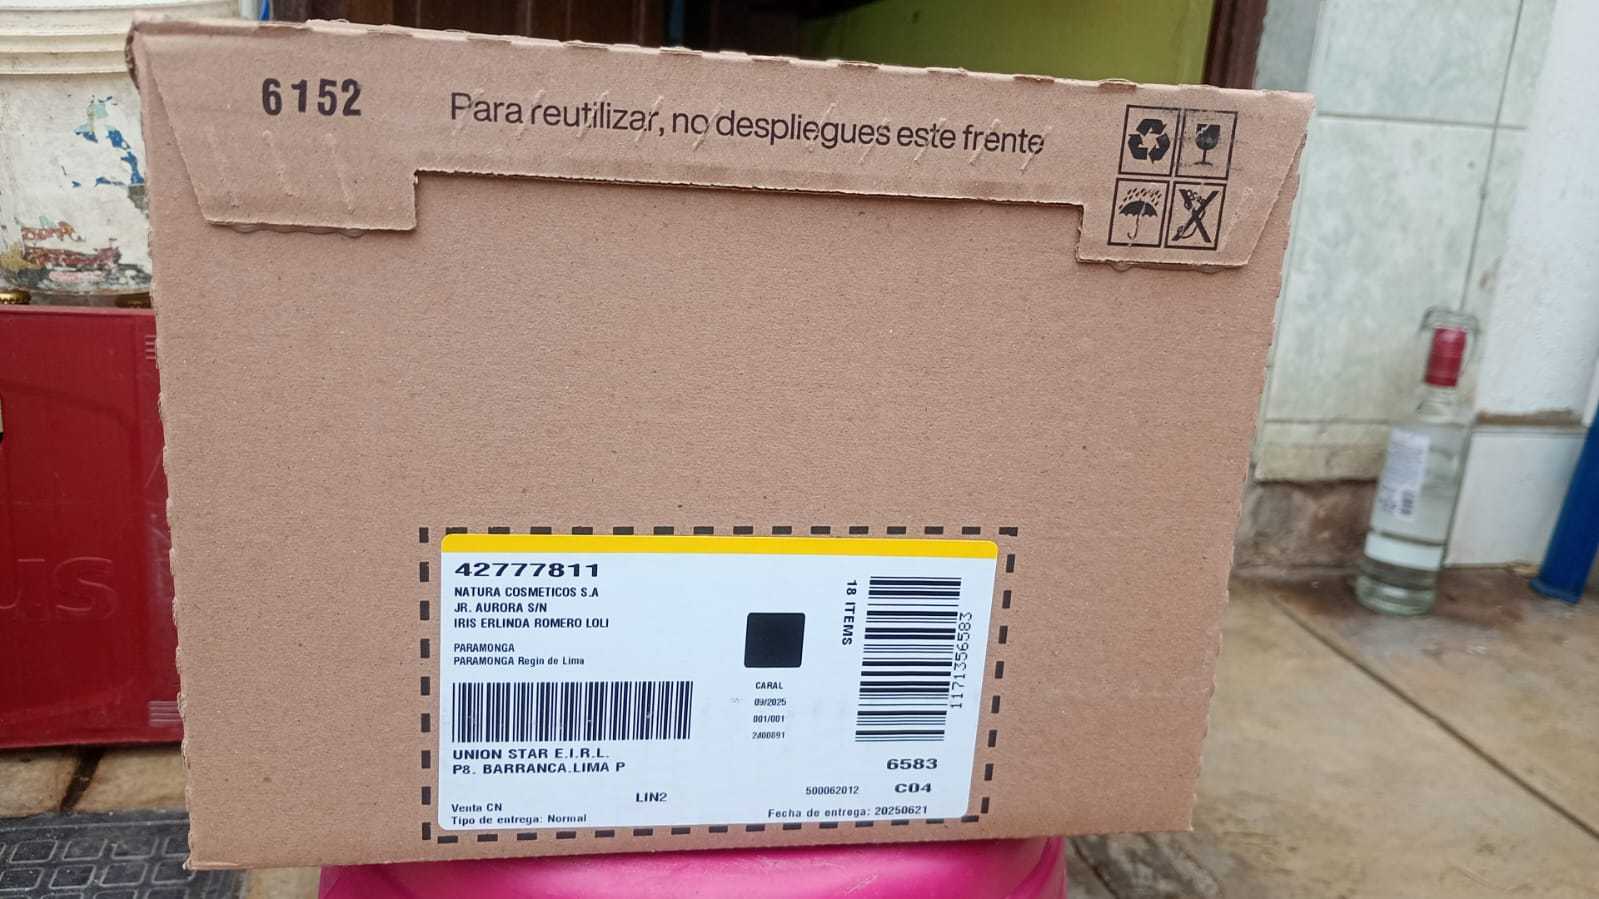 6152
Para reutilizar, no despliegues este frente
42777811
NATURA COSMETICOS S.A
JR. AURORA S/N
IRIS ERLINDA ROMERO LOLI
PARAMONGA
PARAMONGA Regin de Lima
UNION STAR E.I.R.L.
P8. BARRANCA.LIMA P
LIN2
Venta CN
Tipo de entrega: Normal
CARAL
09/2025
001/001
2400891
18 ITEMS
1171356583
6583
500062012
C04
Fecha de entrega: 20250621